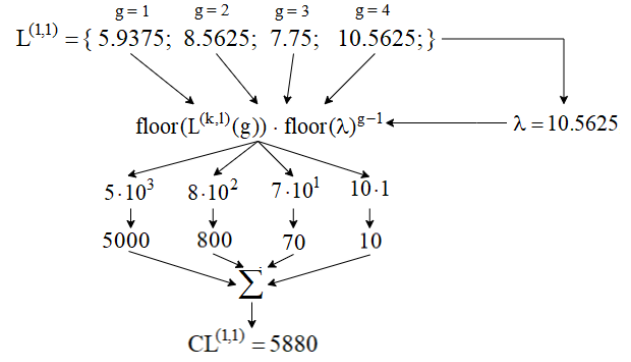 g = 1 g = 2 g = 3 g = 4
L^(1,1) = { 5.9375; 8.5625; 7.75; 10.5625; }
floor(L^(k,l)(g)) · floor(λ)^g−1 λ = 10.5625
5·10^3 8·10^2 7·10^1 10·1
5000 800 70 10
∑
CL^(1,1) = 5880